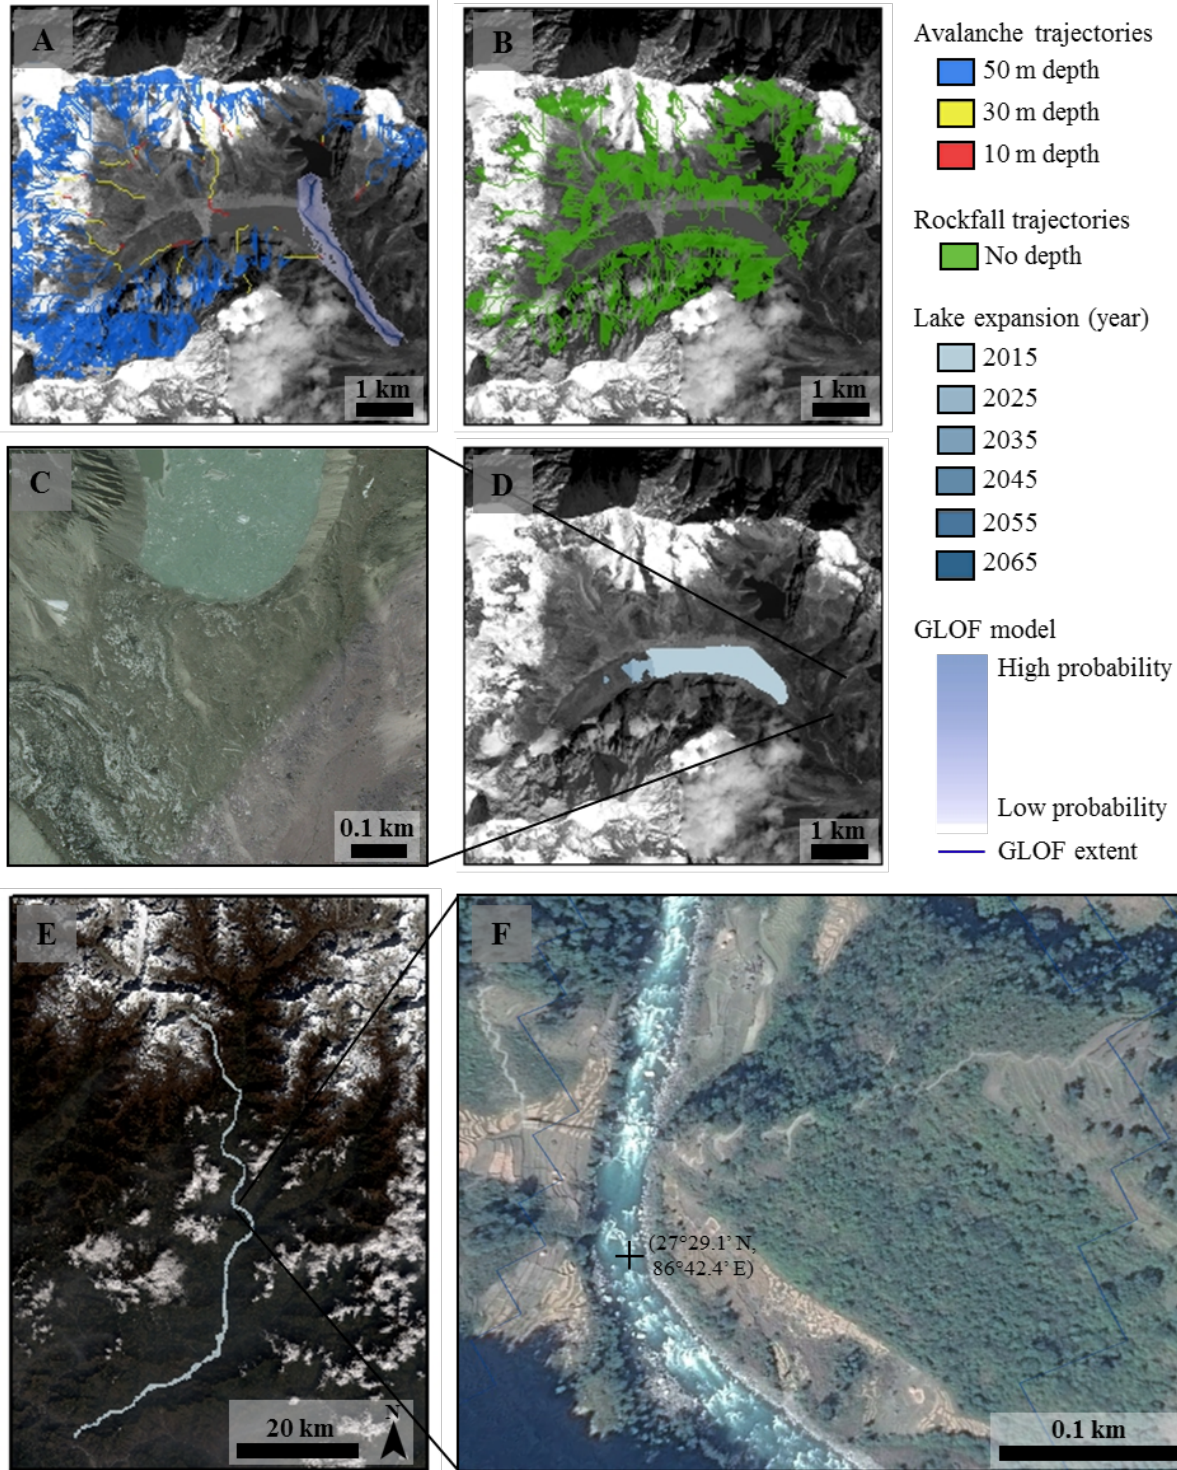 A
B
Avalanche trajectories
50 m depth
30 m depth
10 m depth
Rockfall trajectories
No depth
Lake expansion (year)
2015
2025
2035
2045
2055
2065
GLOF model
High probability
Low probability
GLOF extent
1 km
1 km
C
D
0.1 km
1 km
E
F
(27°29.1' N,
86°42.4' E)
N
20 km
0.1 km